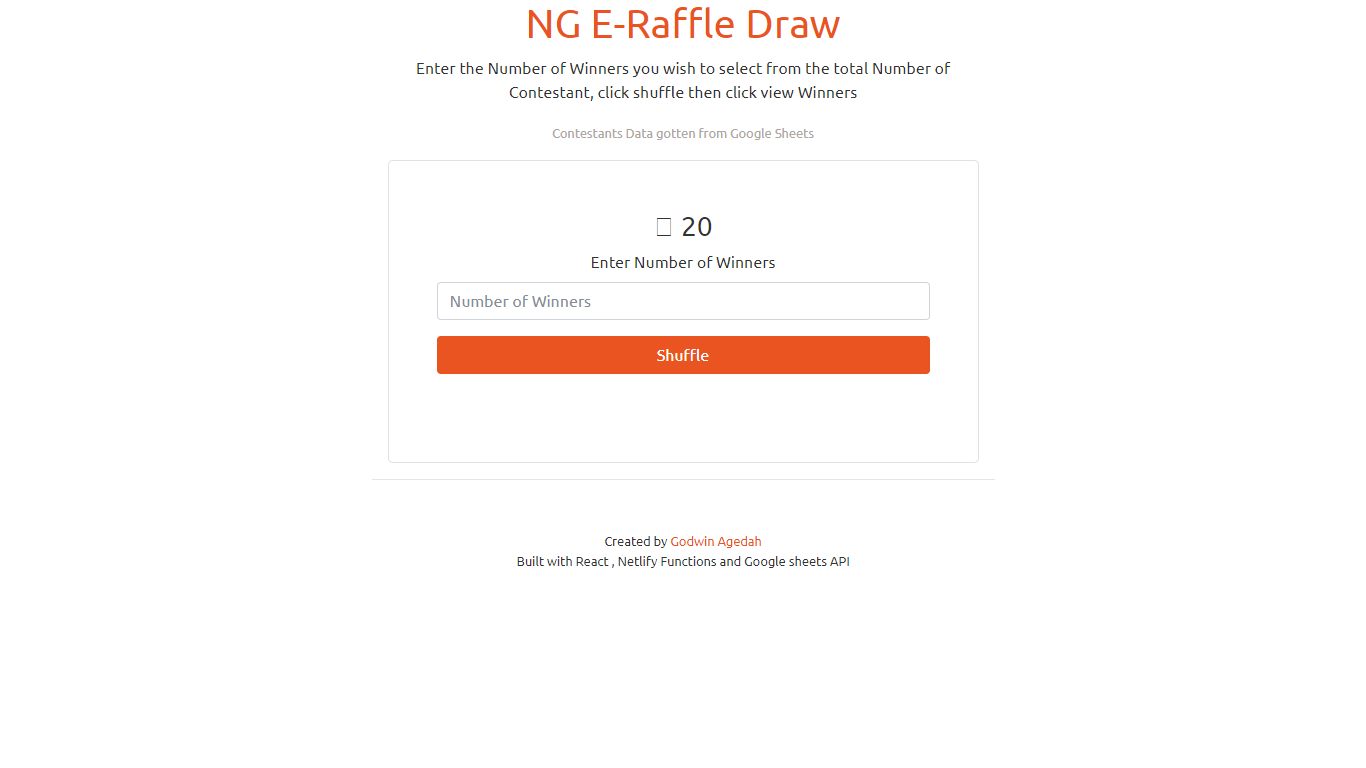 NG E-Raffle Draw
Enter the Number of Winners you wish to select from the total Number of
Contestant, click shuffle then click view Winners
Contestants Data gotten from Google Sheets
20
Enter Number of Winners
Number of Winners
Shuffle
Created by Godwin Agedah
Built with React , Netlify Functions and Google sheets API